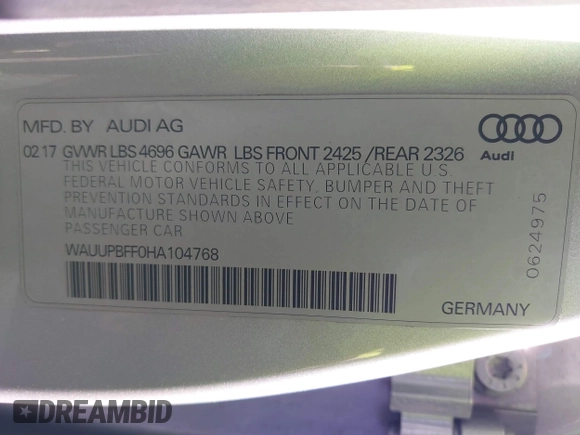 MFD. BY AUDI AG
02 17 GVWR LBS 4696 GAWR LBS FRONT 2425 /REAR 2326
THIS VEHICLE CONFORMS TO ALL APPLICABLE U.S.
FEDERAL MOTOR VEHICLE SAFETY, BUMPER AND THEFT
PREVENTION STANDARDS IN EFFECT ON THE DATE OF
MANUFACTURE SHOWN ABOVE
PASSENGER CAR
WAUUPBFF0HA104768
Audi
0624975
GERMANY
DREAMBID